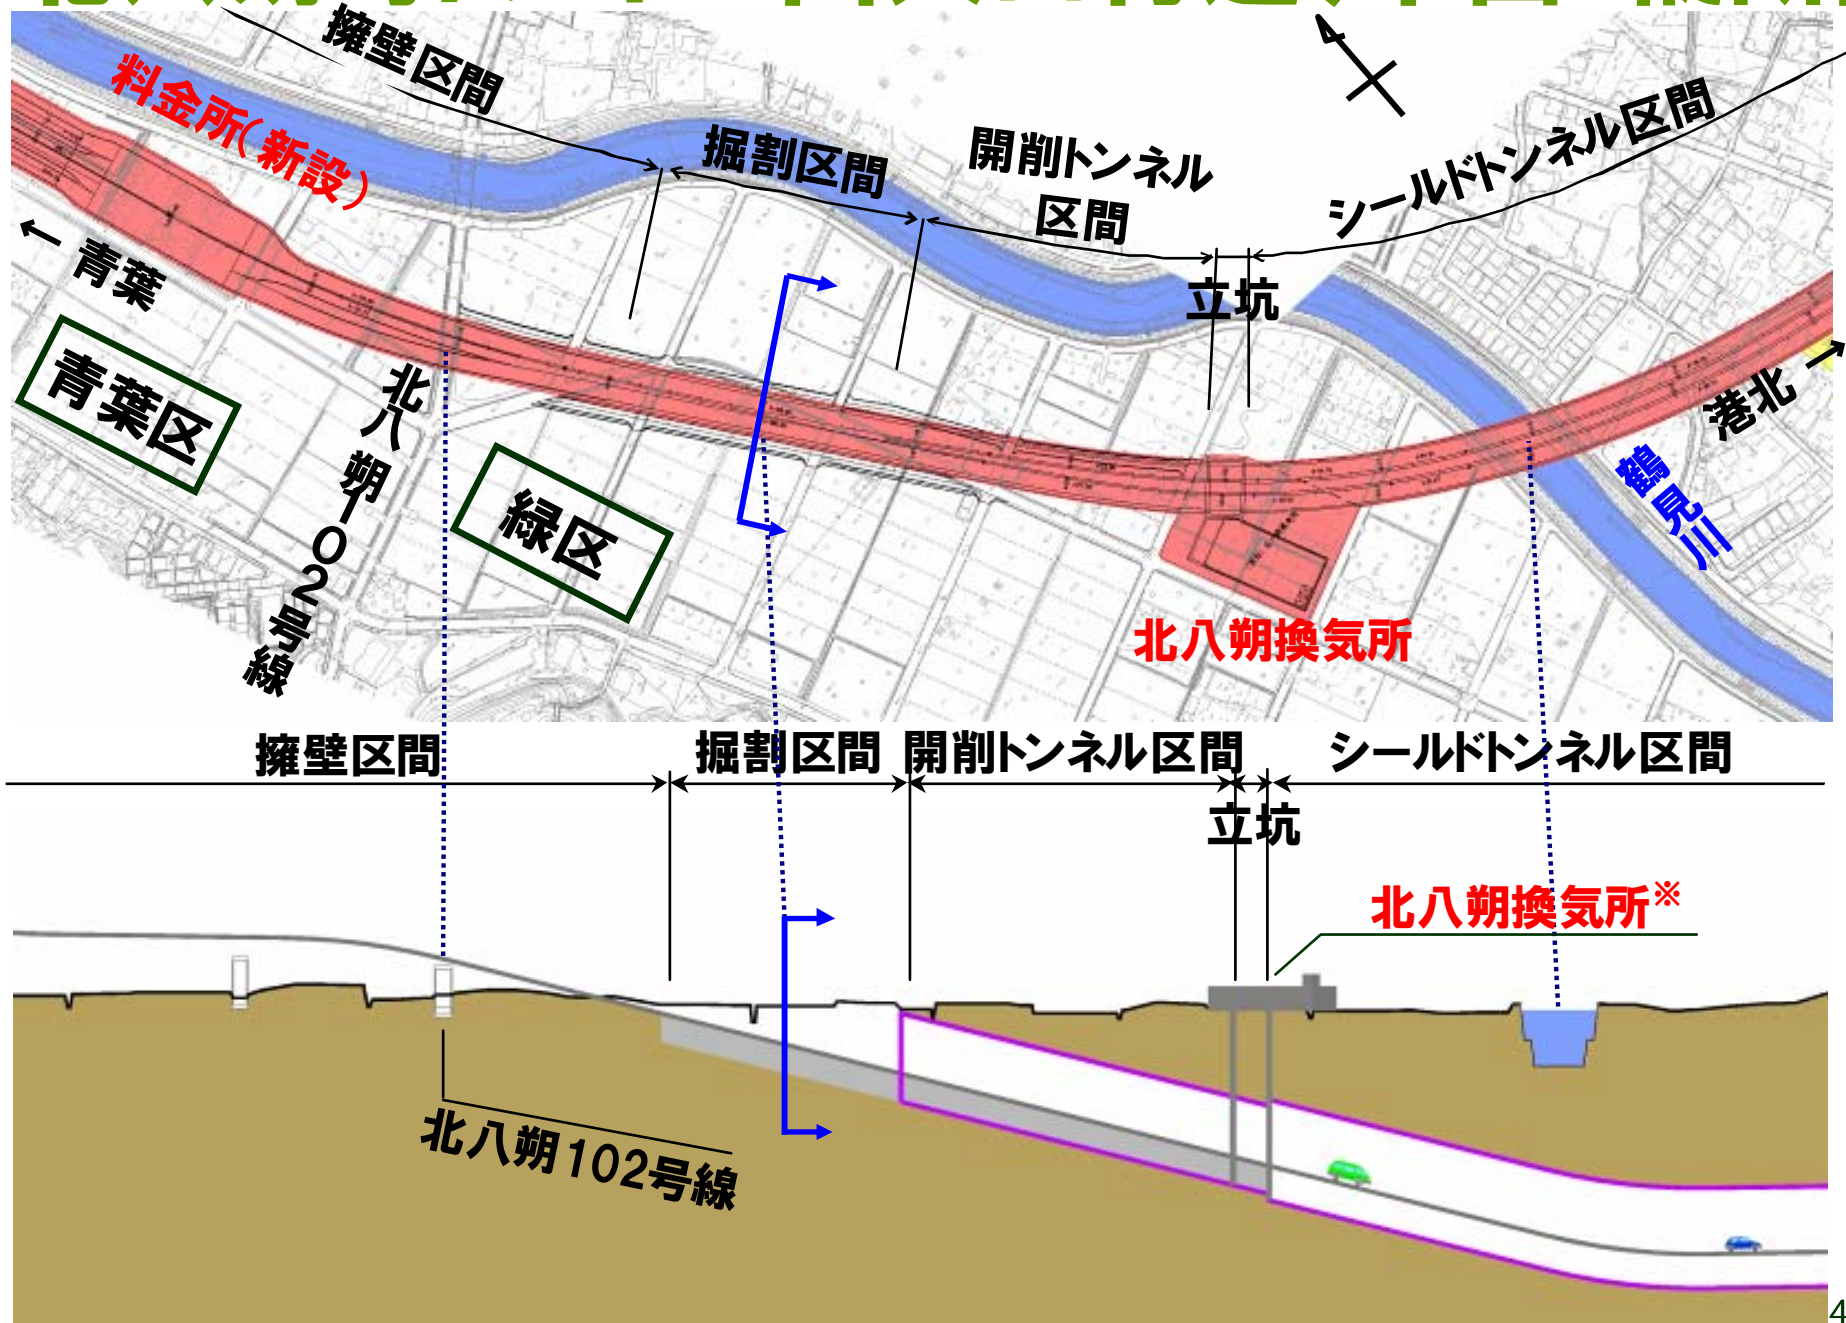 擁壁区間
料金所(新設)
掘割区間
開削トンネル
区間
シールドトンネル区間
← 青葉
立坑
青葉区
北八朔102号線
緑区
港北 →
鶴見川
北八朔換気所
擁壁区間
掘割区間
開削トンネル区間
シールドトンネル区間
立坑
北八朔換気所※
北八朔102号線
4